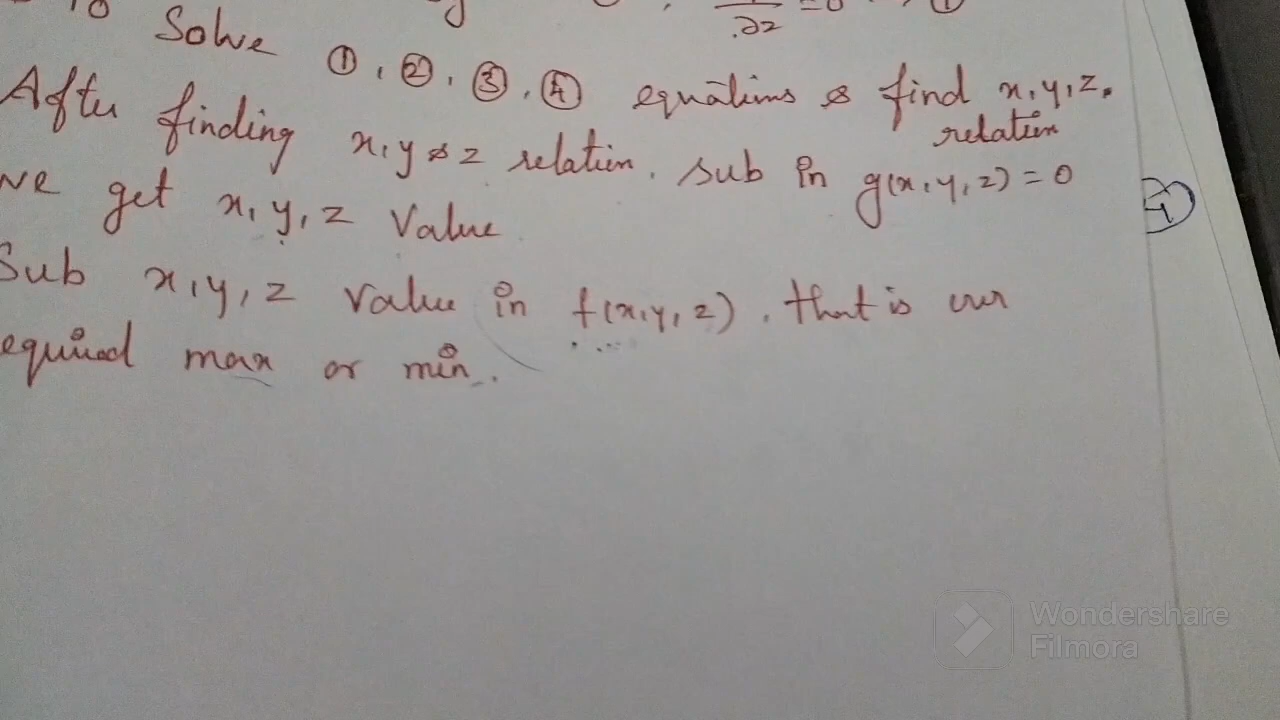 Solve ①, ②, ③, ④ equations & find x, y, z.
relation
After finding x, y & z relation. sub in g(x, y, z) = 0
we get x, y, z Value
Sub x, y, z value in f(x, y, z). that is our
equired max or min.
Wondershare
Filmora